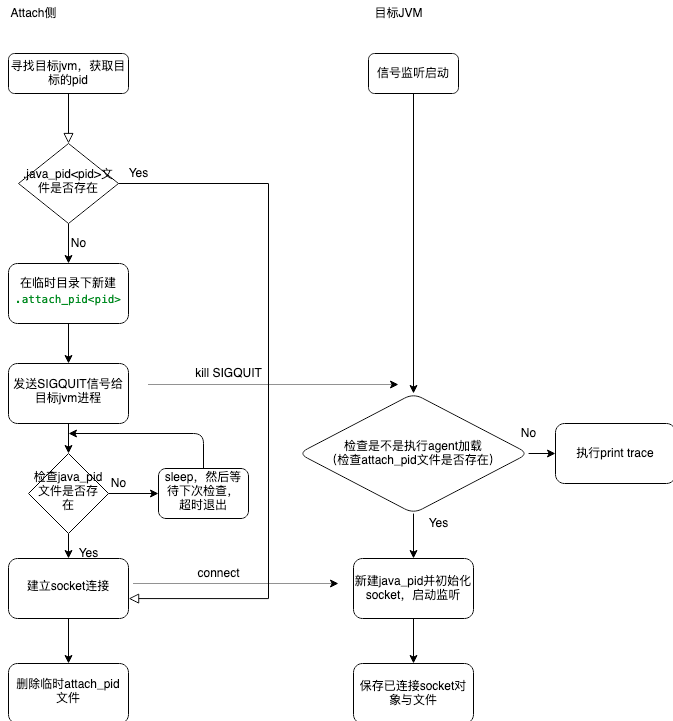 Attach侧
目标JVM
寻找目标jvm，获取目
标的pid
信号监听启动
.java_pid<pid>文
件是否存在
Yes
No
在临时目录下新建
.attach_pid<pid>
发送SIGQUIT信号给
目标jvm进程
kill SIGQUIT
检查是不是执行agent加载
（检查attach_pid文件是否存在）
No
执行print trace
检查java_pid
文件是否存
在
No
sleep，然后等
待下次检查，
超时退出
Yes
Yes
建立socket连接
connect
新建java_pid并初始化
socket，启动监听
删除临时attach_pid
文件
保存已连接socket对
象与文件